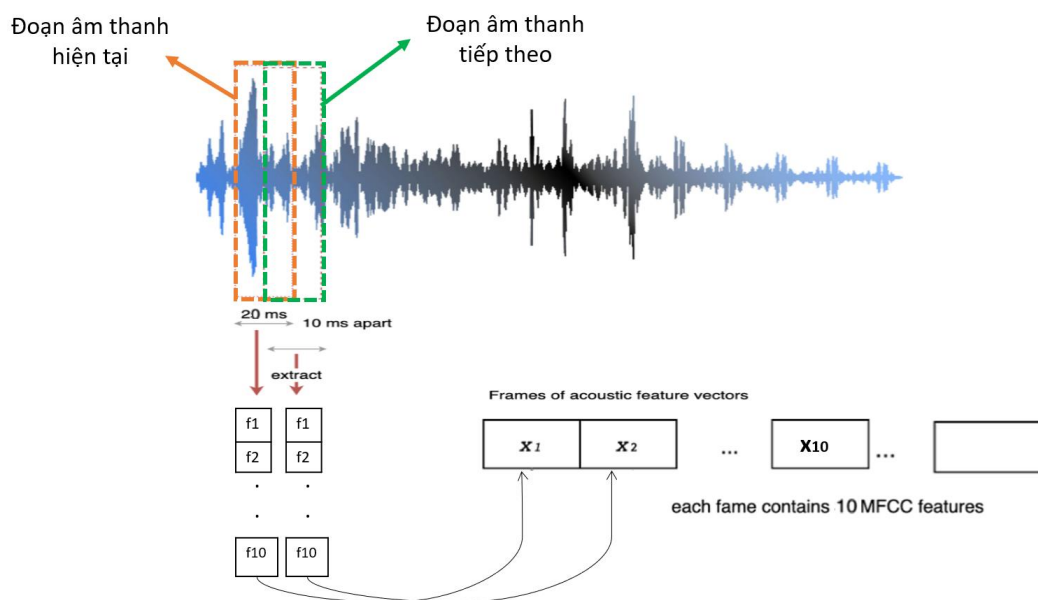 Đoạn âm thanh
hiện tại
Đoạn âm thanh
tiếp theo
20 ms
10 ms apart
extract
f1
f1
f2
f2
.
.
.
.
f10
f10
Frames of acoustic feature vectors
x1
x2
...
x10
...
each fame contains 10 MFCC features